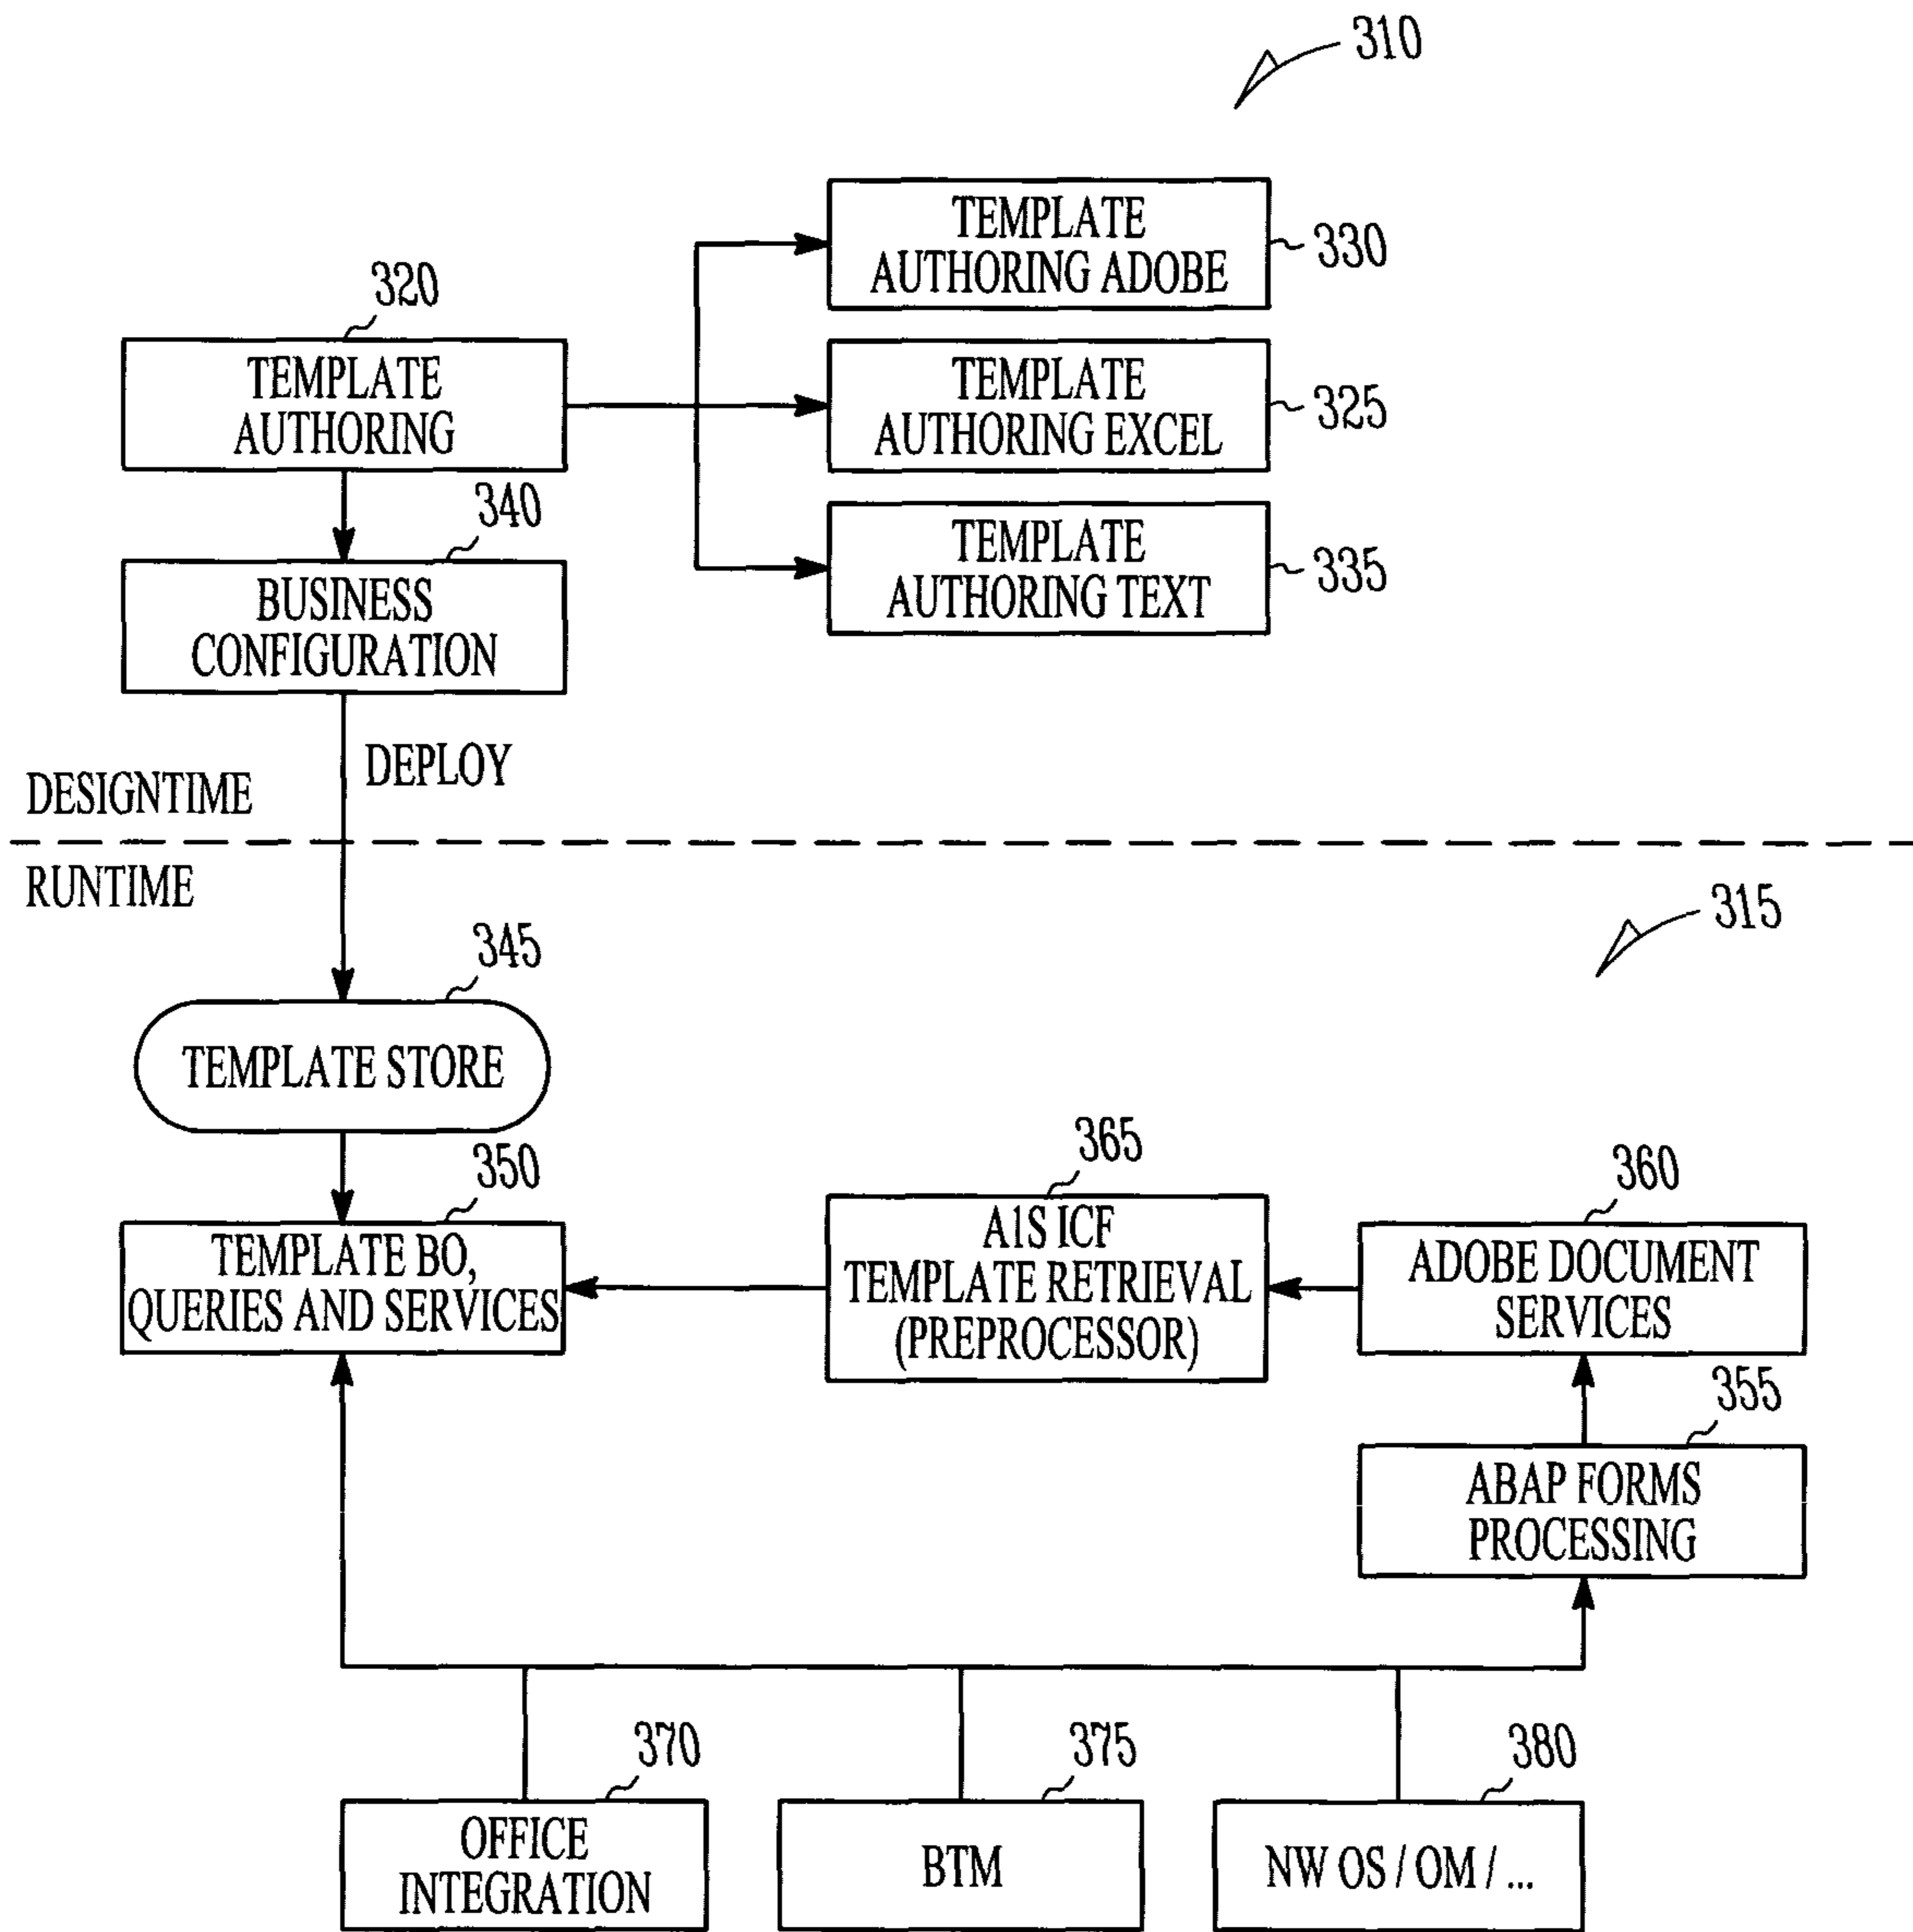 310
TEMPLATE
AUTHORING ADOBE
330
320
TEMPLATE
AUTHORING
TEMPLATE
AUTHORING EXCEL
325
340
TEMPLATE
AUTHORING TEXT
335
BUSINESS
CONFIGURATION
DEPLOY
DESIGNTIME
RUNTIME
315
345
TEMPLATE STORE
350
TEMPLATE BO,
QUERIES AND SERVICES
365
A1S ICF
TEMPLATE RETRIEVAL
(PREPROCESSOR)
360
ADOBE DOCUMENT
SERVICES
355
ABAP FORMS
PROCESSING
370
OFFICE
INTEGRATION
375
BTM
380
NW OS / OM / ...